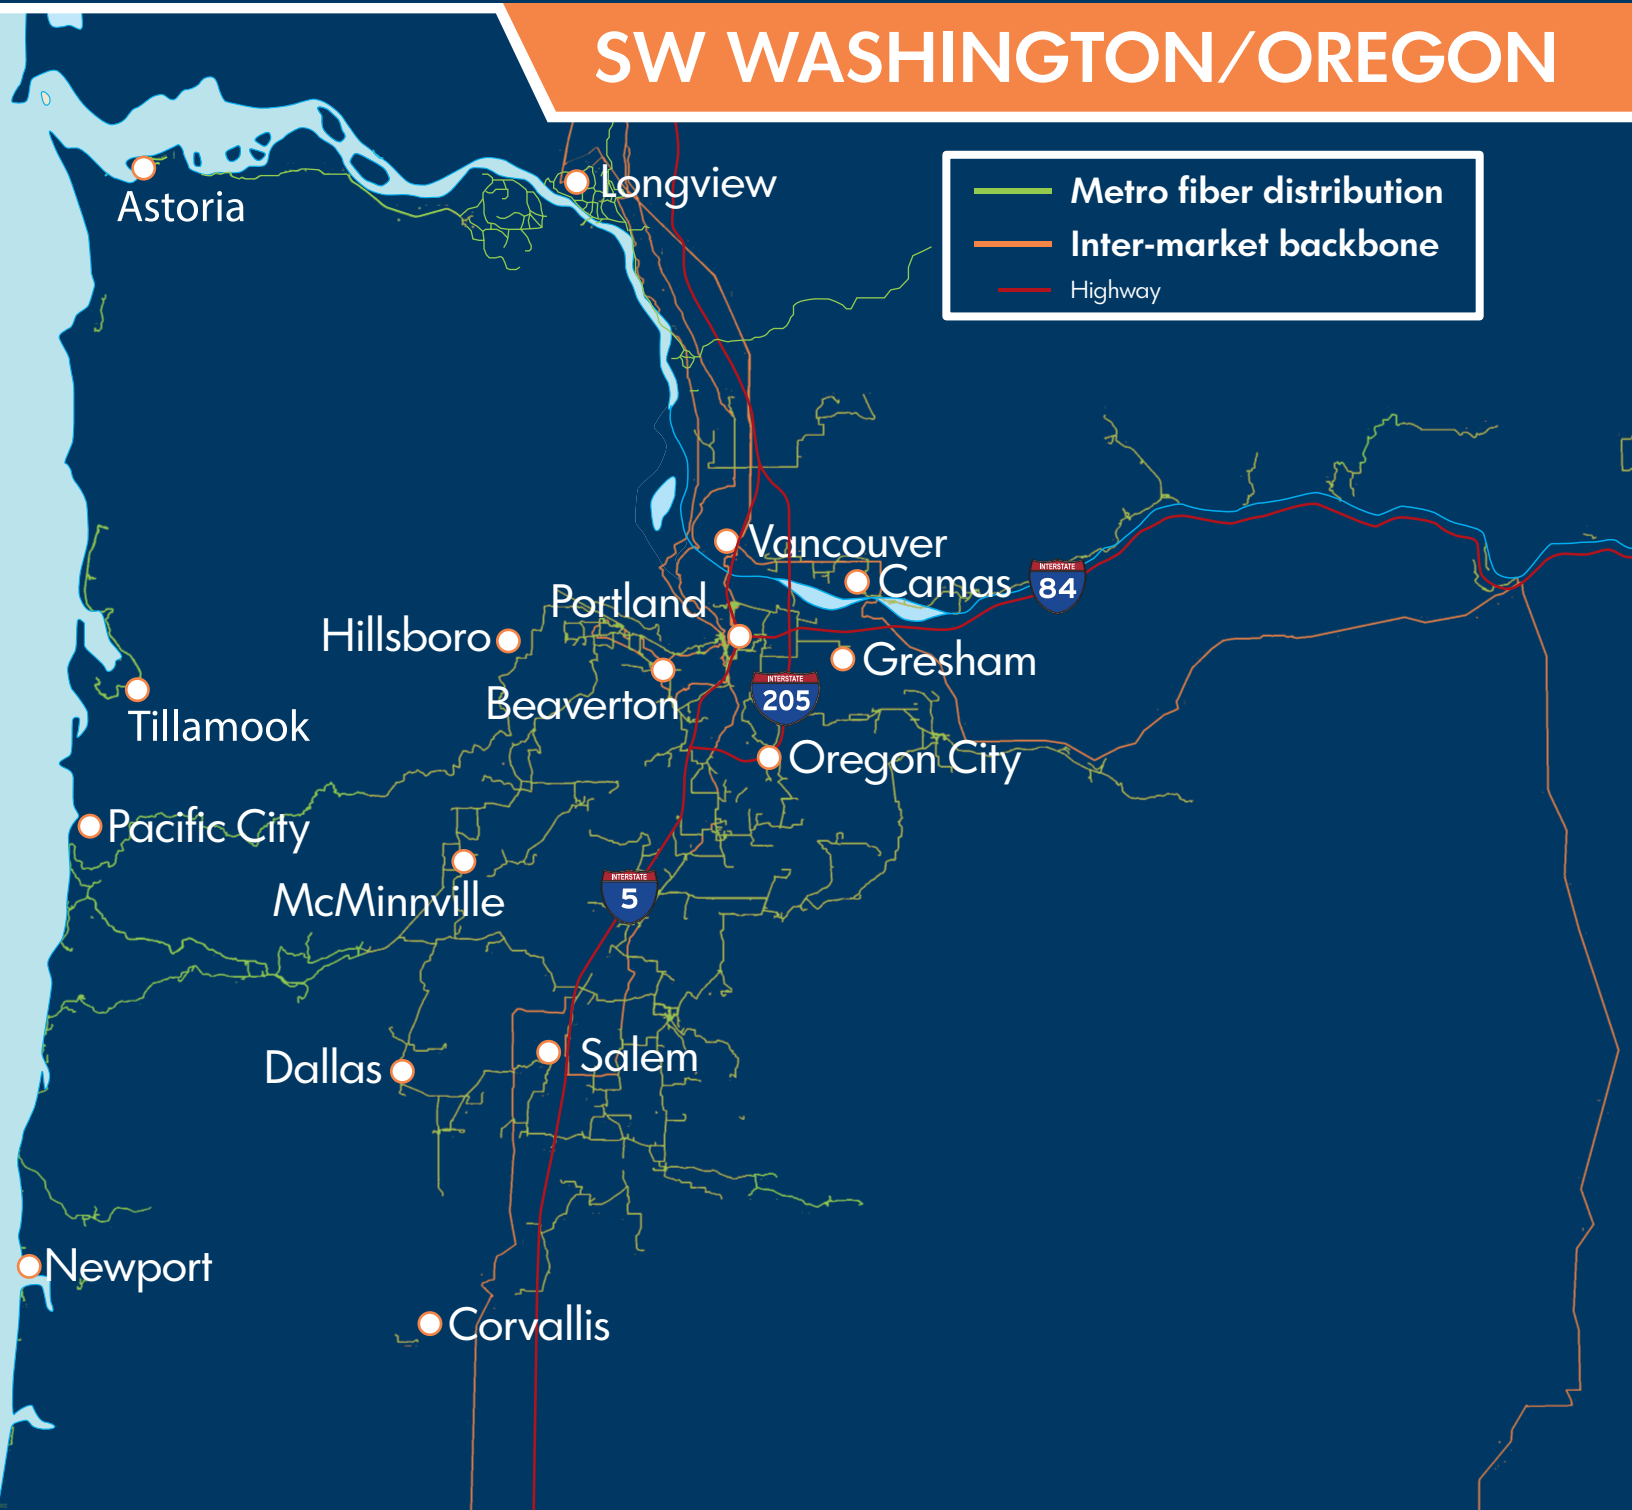 SW WASHINGTON/OREGON
Metro fiber distribution
Inter-market backbone
Highway
Longview
Astoria
Vancouver
Camas
INTERSTATE
84
Portland
Hillsboro
Gresham
INTERSTATE
205
Beaverton
Tillamook
Oregon City
Pacific City
McMinnville
INTERSTATE
5
Salem
Dallas
Newport
Corvallis